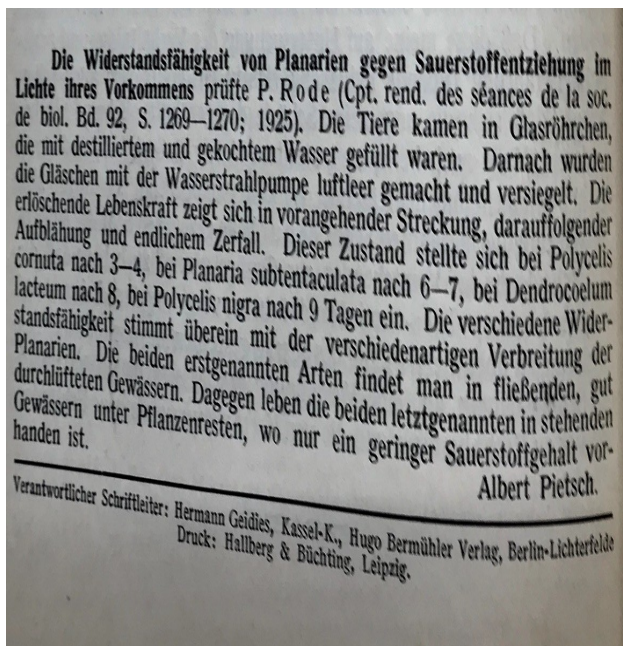 Die Widerstandsfähigkeit von Planarien gegen Sauerstoffentziehung im
Lichte ihres Vorkommens prüfte P. Rode (Cpt. rend. des séances de la soc.
de biol. Bd. 92, S. 1269—1270; 1925). Die Tiere kamen in Glasröhrchen,
die mit destilliertem und gekochtem Wasser gefüllt waren. Darnach wurden
die Gläschen mit der Wasserstrahlpumpe luftleer gemacht und versiegelt. Die
erlöschende Lebenskraft zeigt sich in vorangehender Streckung, darauffolgender
Aufblähung und endlichem Zerfall. Dieser Zustand stellte sich bei Polycelis
cornuta nach 3—4, bei Planaria subtentaculata nach 6—7, bei Dendrocoelum
lacteum nach 8, bei Polycelis nigra nach 9 Tagen ein. Die verschiedene Wider-
standsfähigkeit stimmt überein mit der verschiedenartigen Verbreitung der
Planarien. Die beiden erstgenannten Arten findet man in fließenden, gut
durchlüfteten Gewässern. Dagegen leben die beiden letztgenannten in stehenden
Gewässern unter Pflanzenresten, wo nur ein geringer Sauerstoffgehalt vor-
handen ist.
Albert Pietsch.
Verantwortlicher Schriftleiter: Hermann Geidies, Kassel-K., Hugo Bermühler Verlag, Berlin-Lichterfelde
Druck: Hallberg & Büchting, Leipzig.